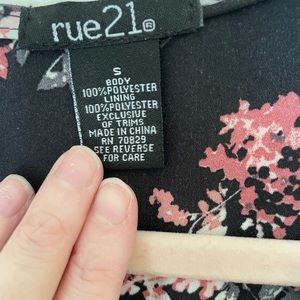 rue21®
S
BODY
100%POLYESTER
LINING
100%POLYESTER
EXCLUSIVE
OF TRIMS
MADE IN CHINA
RN 70829
SEE REVERSE
FOR CARE